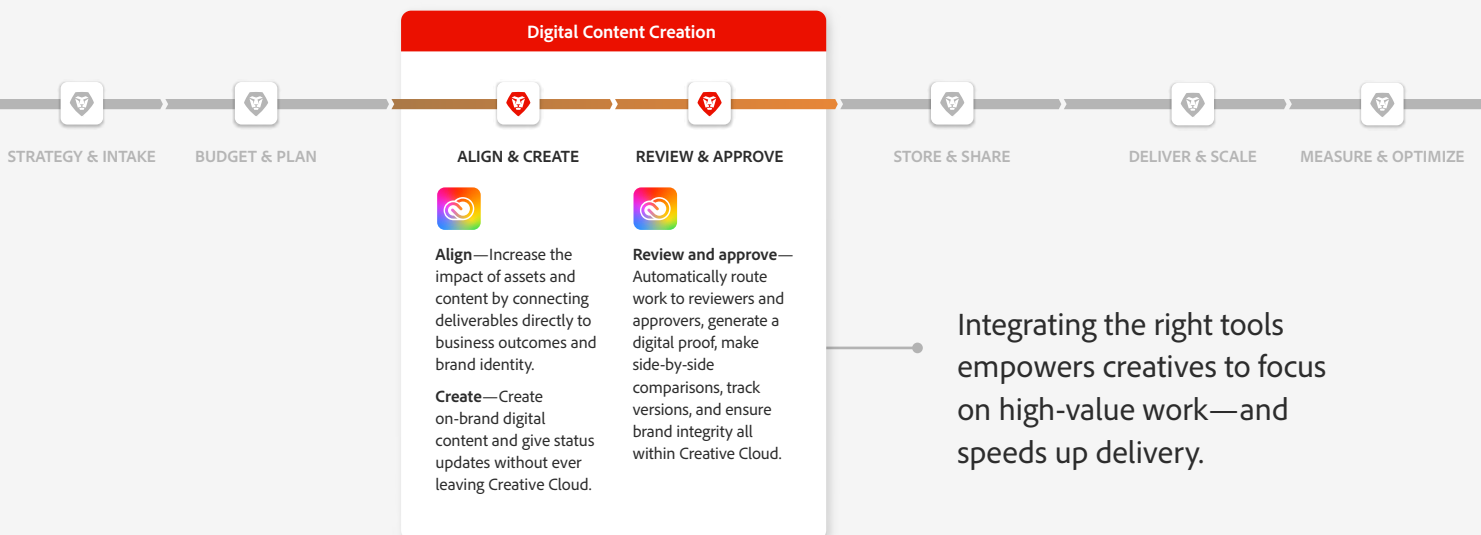 Digital Content Creation
STRATEGY & INTAKE
BUDGET & PLAN
ALIGN & CREATE
REVIEW & APPROVE
STORE & SHARE
DELIVER & SCALE
MEASURE & OPTIMIZE
Align—Increase the
impact of assets and
content by connecting
deliverables directly to
business outcomes and
brand identity.
Create—Create
on-brand digital
content and give status
updates without ever
leaving Creative Cloud.
Review and approve—
Automatically route
work to reviewers and
approvers, generate a
digital proof, make
side-by-side
comparisons, track
versions, and ensure
brand integrity all
within Creative Cloud.
Integrating the right tools
empowers creatives to focus
on high-value work—and
speeds up delivery.